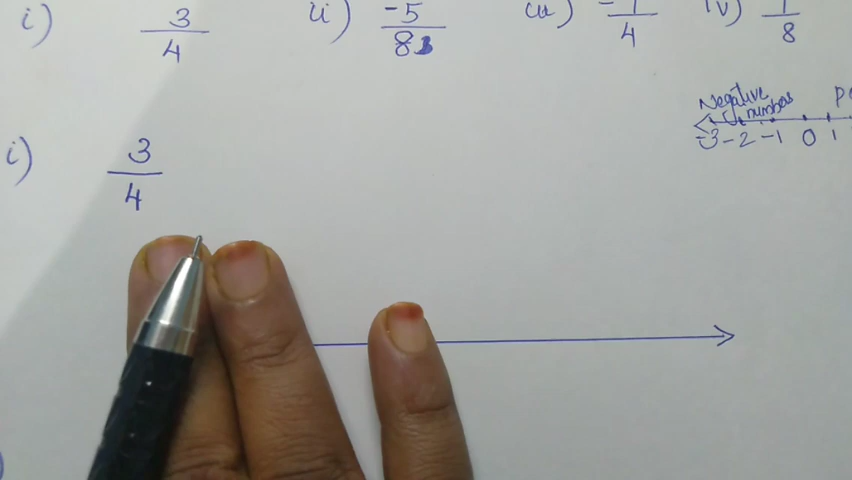 i) 3/4 ii) -5/8 iii) -1/4 iv) 1/8
Negative
numbers
-3 -2 -1 0 1
i) 3/4